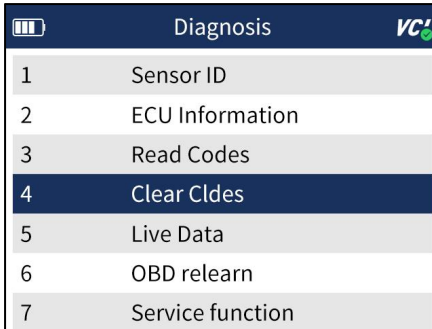 Diagnosis VCI
1 Sensor ID
2 ECU Information
3 Read Codes
4 Clear Cldes
5 Live Data
6 OBD relearn
7 Service function